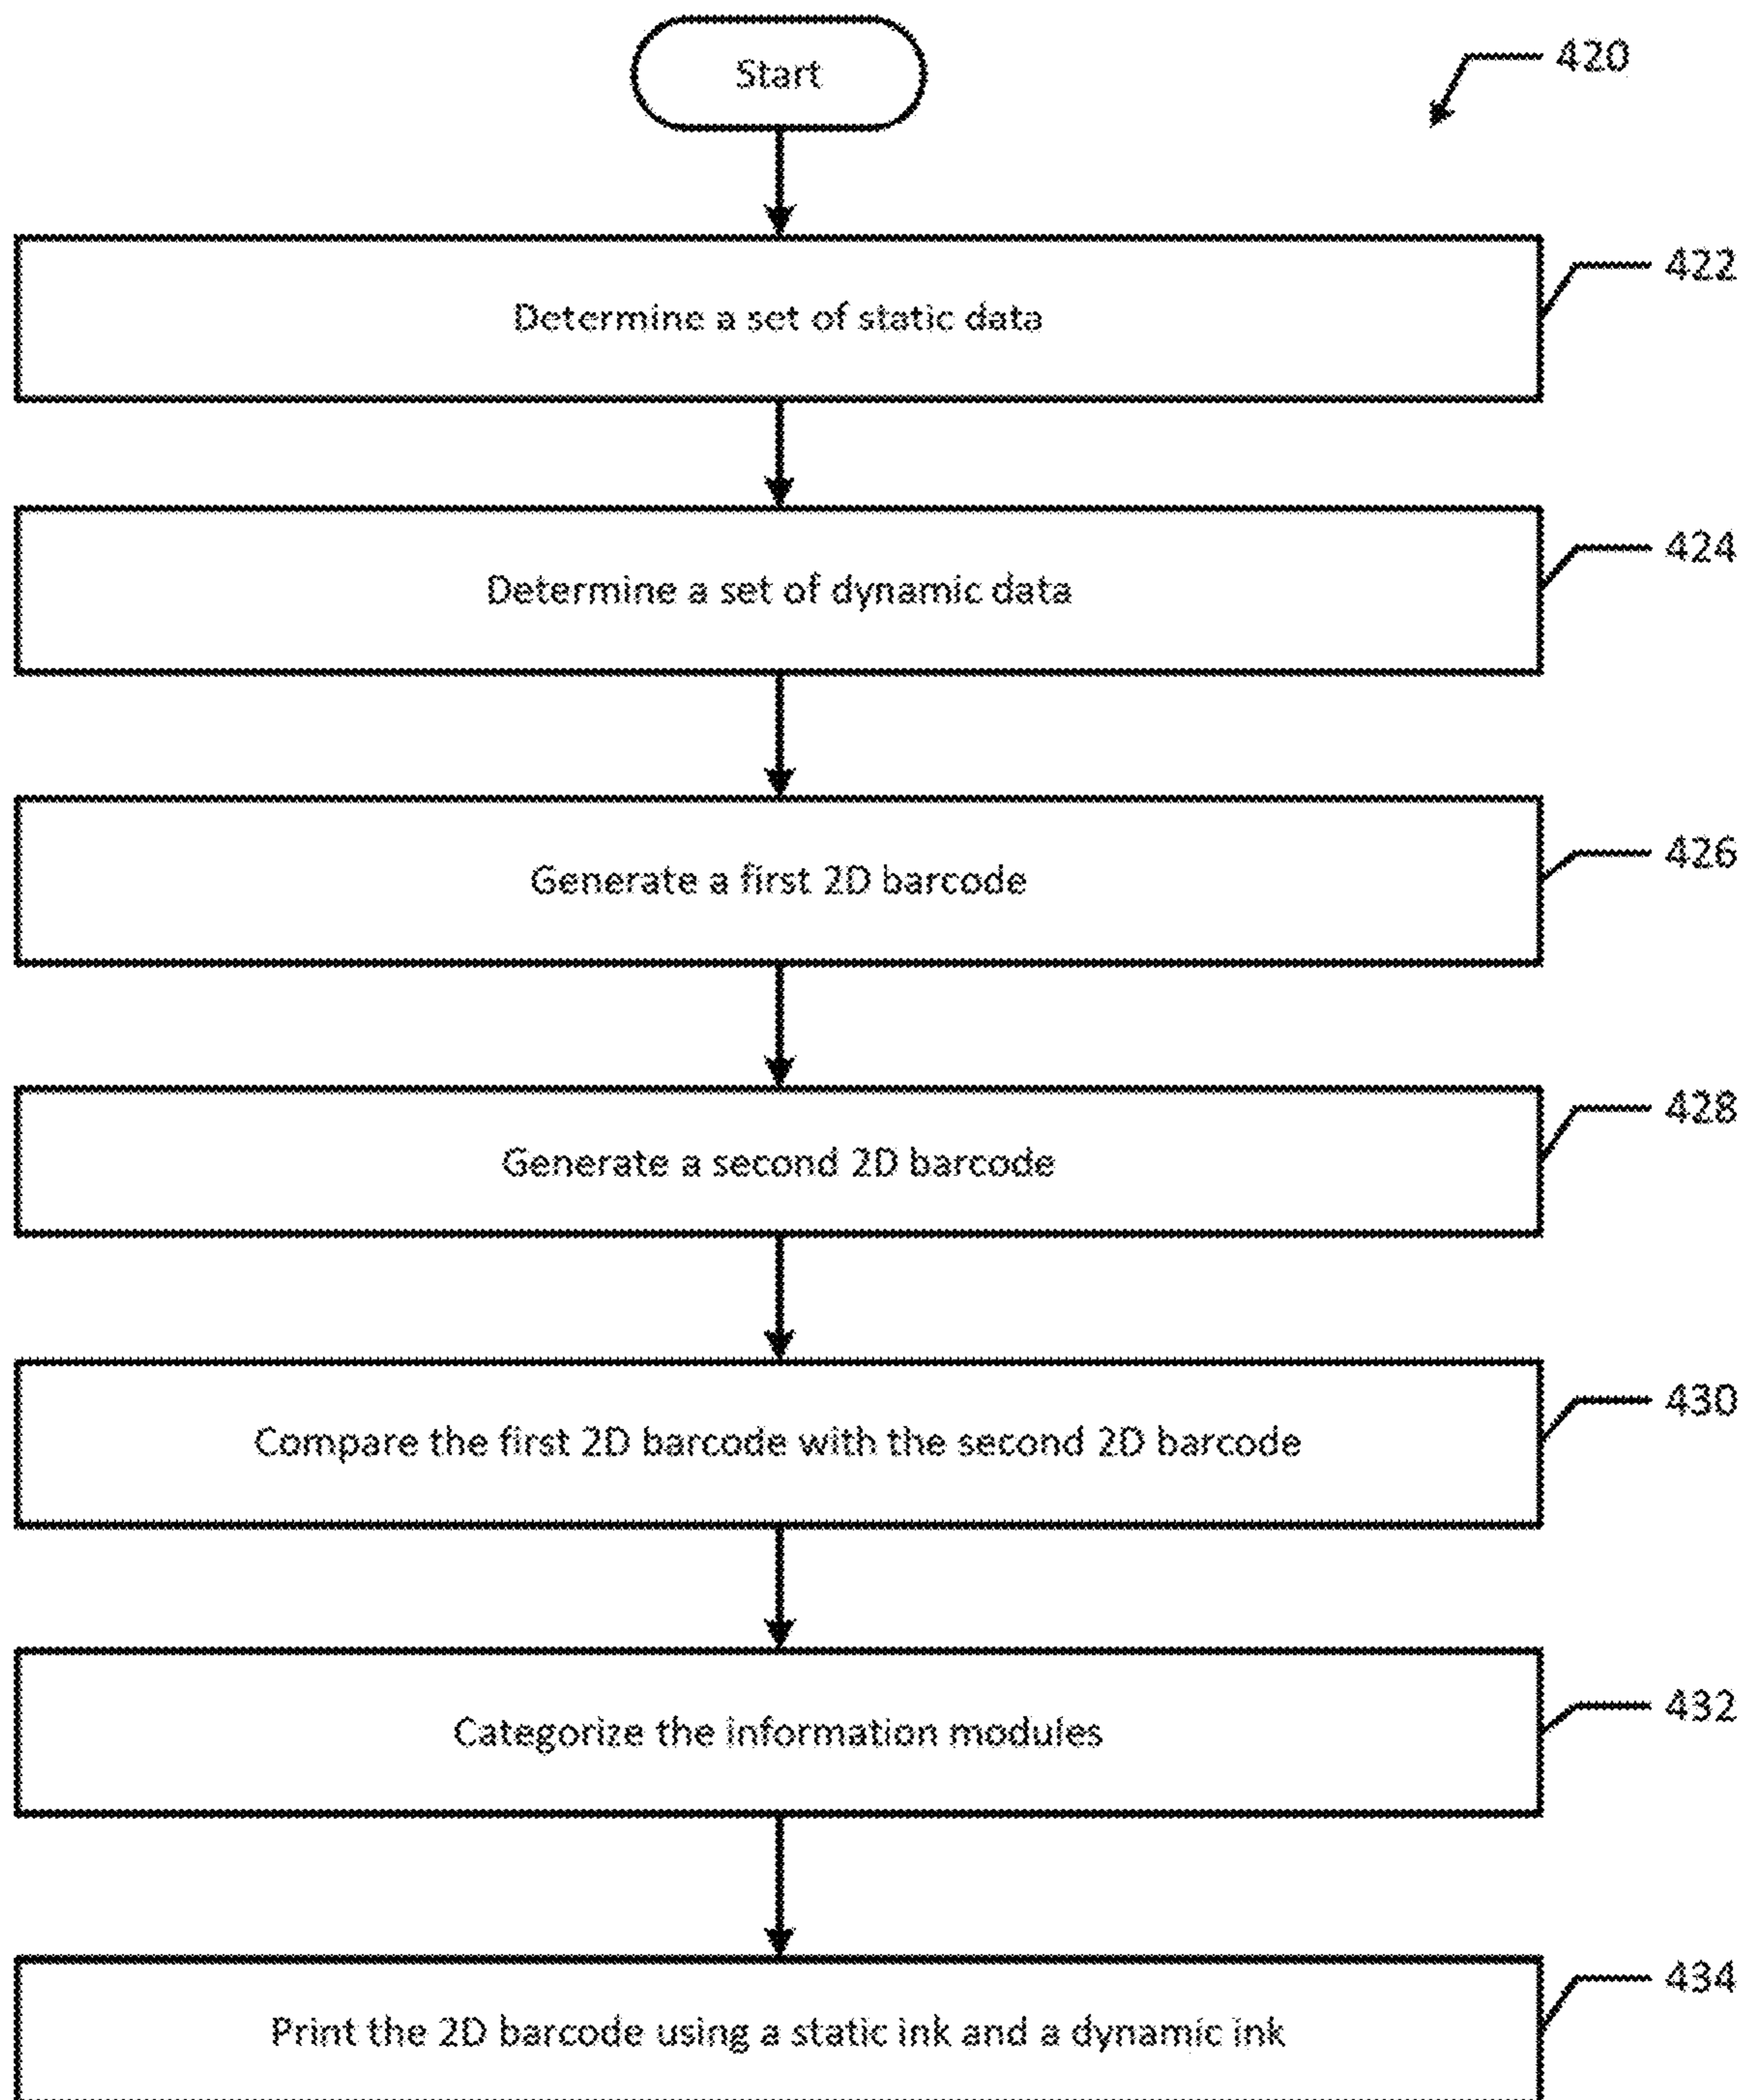 Start
420
Determine a set of static data
422
Determine a set of dynamic data
424
Generate a first 2D barcode
426
Generate a second 2D barcode
428
Compare the first 2D barcode with the second 2D barcode
430
Categorize the information modules
432
Print the 2D barcode using a static ink and a dynamic ink
434